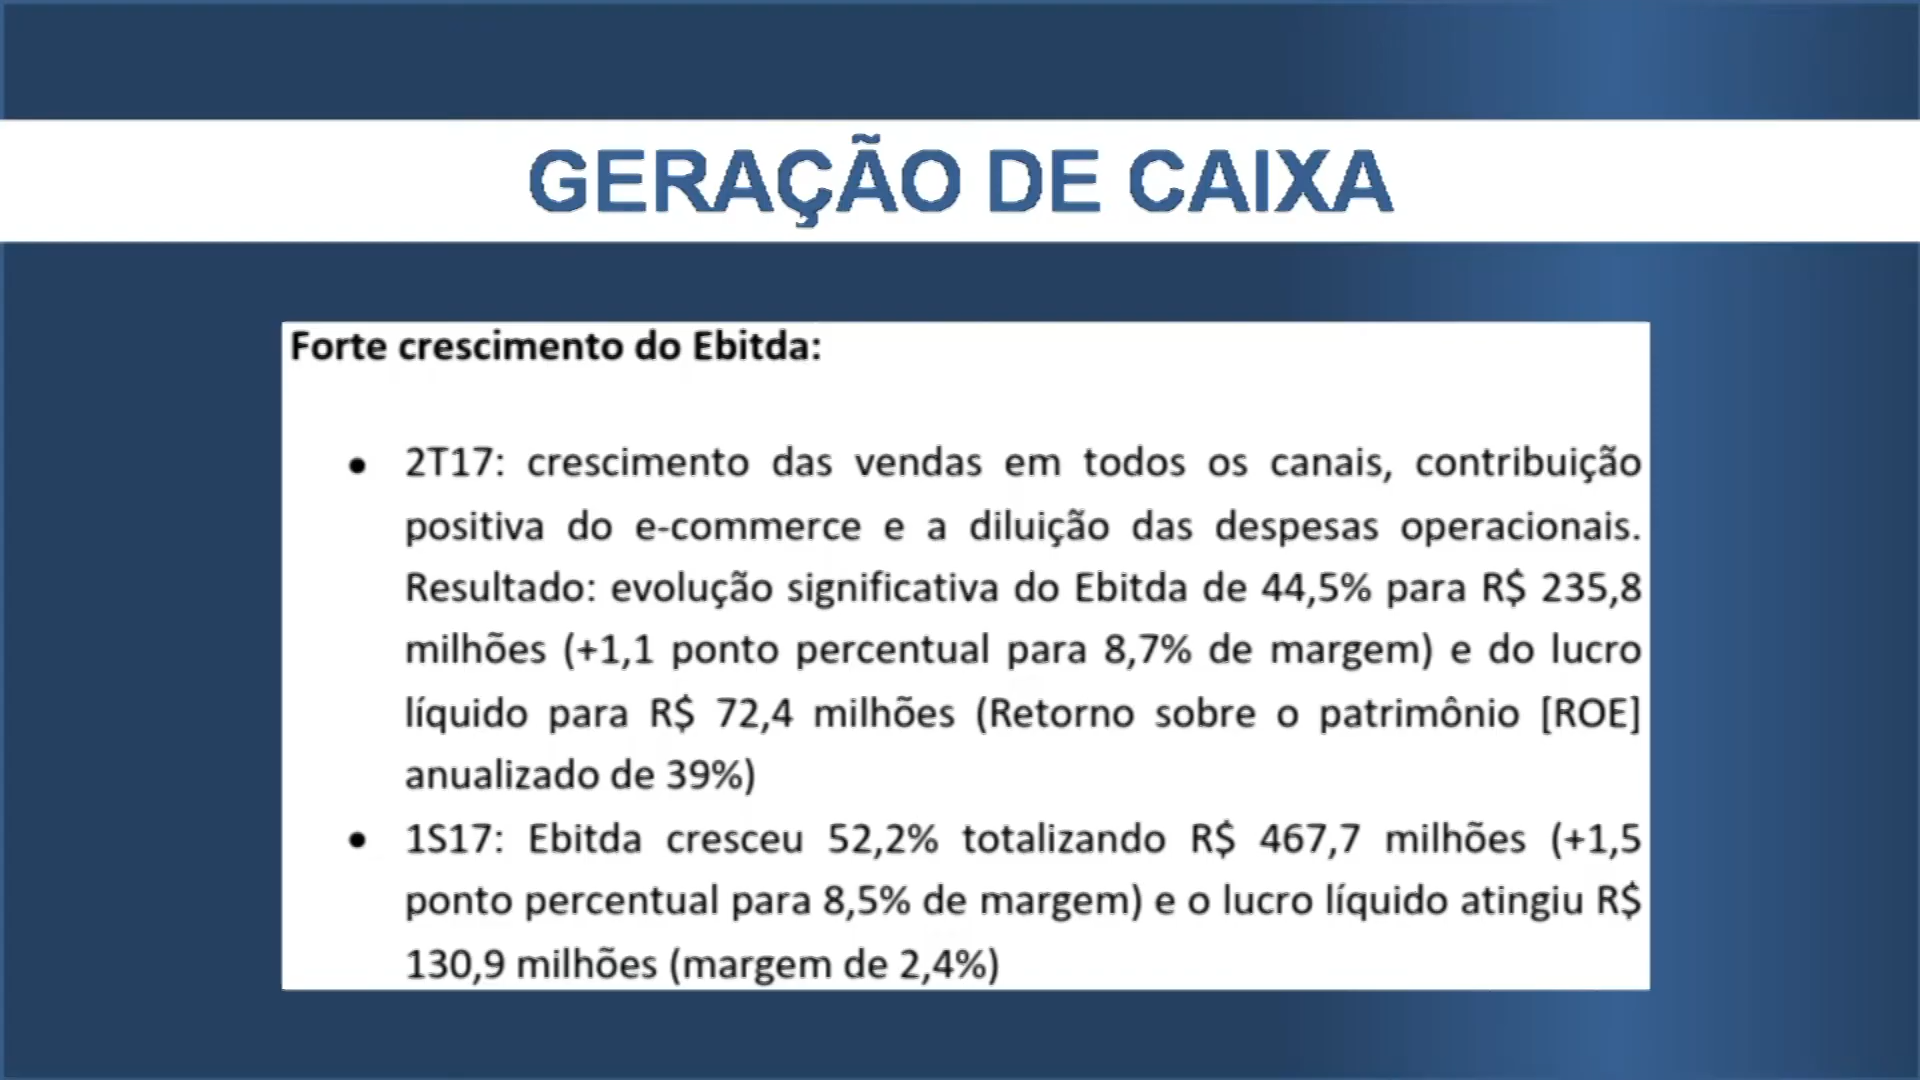 GERAÇÃO DE CAIXA
Forte crescimento do Ebitda:
• 2T17: crescimento das vendas em todos os canais, contribuição
positiva do e-commerce e a diluição das despesas operacionais.
Resultado: evolução significativa do Ebitda de 44,5% para R$ 235,8
milhões (+1,1 ponto percentual para 8,7% de margem) e do lucro
líquido para R$ 72,4 milhões (Retorno sobre o patrimônio [ROE]
anualizado de 39%)
• 1S17: Ebitda cresceu 52,2% totalizando R$ 467,7 milhões (+1,5
ponto percentual para 8,5% de margem) e o lucro líquido atingiu R$
130,9 milhões (margem de 2,4%)